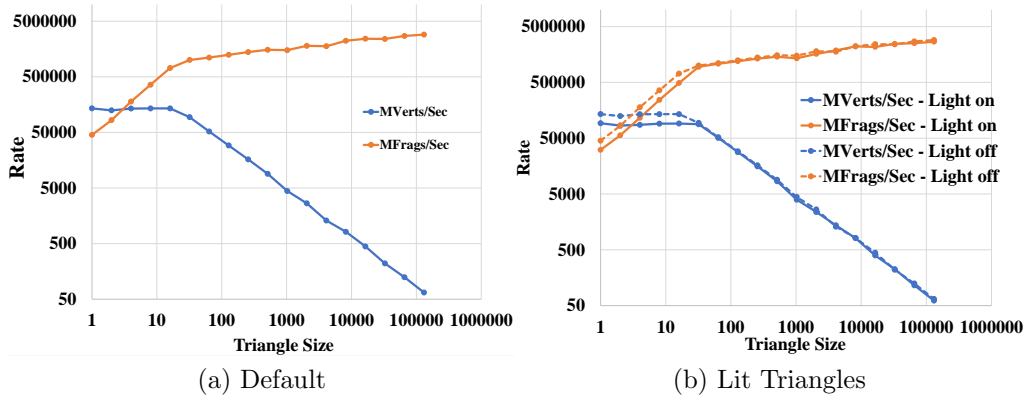 5000000
500000
50000
5000
500
50
Rate
1
10
100
1000
10000
100000
1000000
Triangle Size
MVerts/Sec
MFrags/Sec
(a) Default
5000000
500000
50000
5000
500
50
Rate
1
10
100
1000
10000
100000
1000000
Triangle Size
MVerts/Sec - Light on
MFrags/Sec - Light on
MVerts/Sec - Light off
MFrags/Sec - Light off
(b) Lit Triangles